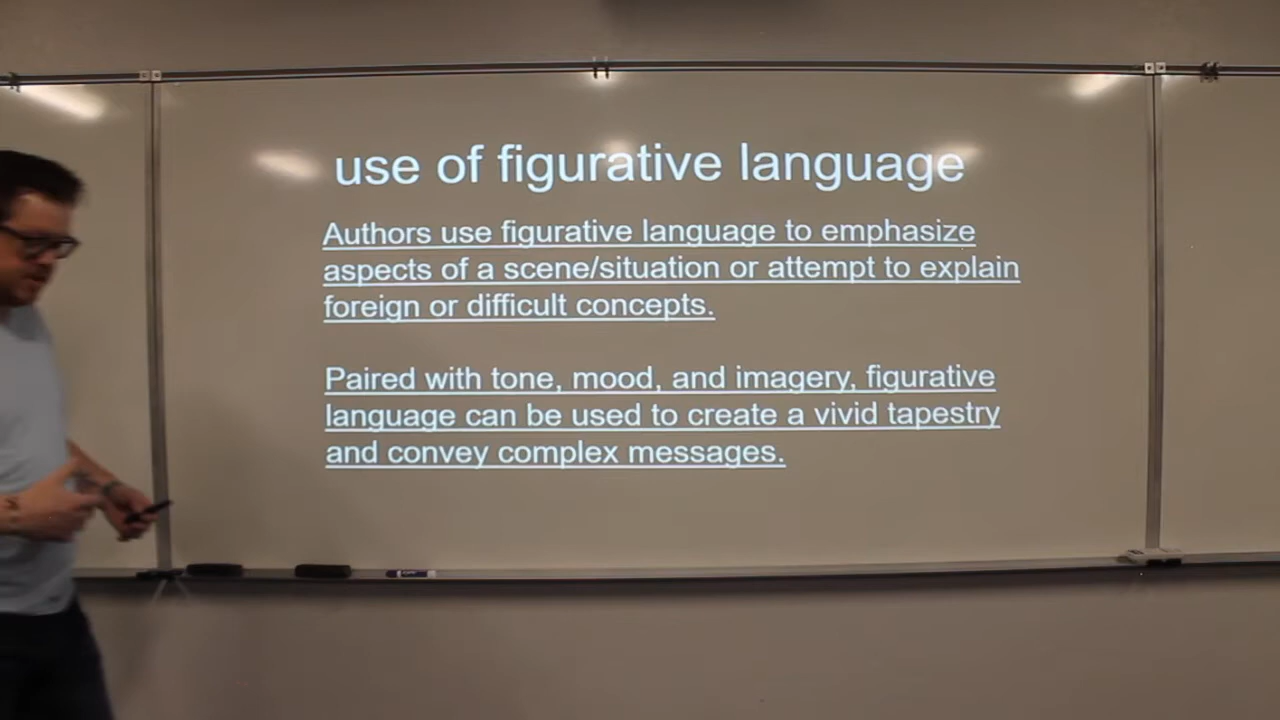 use of figurative language
Authors use figurative language to emphasize
aspects of a scene/situation or attempt to explain
foreign or difficult concepts.
Paired with tone, mood, and imagery, figurative
language can be used to create a vivid tapestry
and convey complex messages.